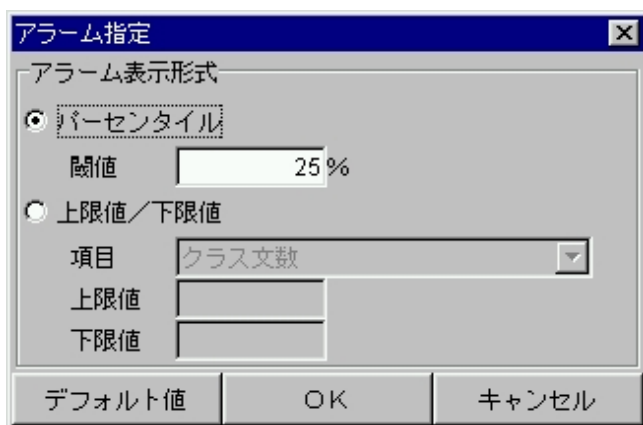 アラーム指定
アラーム表示形式
パーセンタイル
閾値 25%
上限値／下限値
項目 クラス文数
上限値
下限値
デフォルト値 OK キャンセル